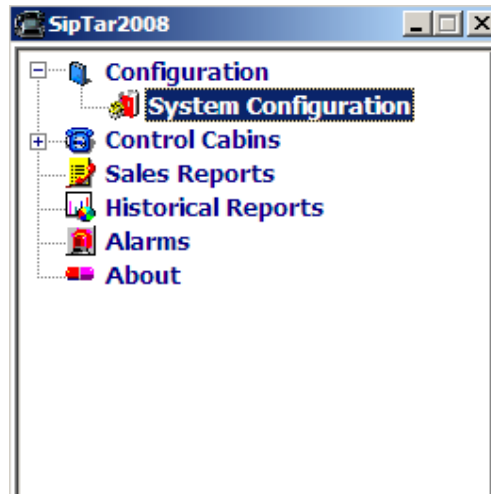 SipTar2008
Configuration
System Configuration
Control Cabins
Sales Reports
Historical Reports
Alarms
About